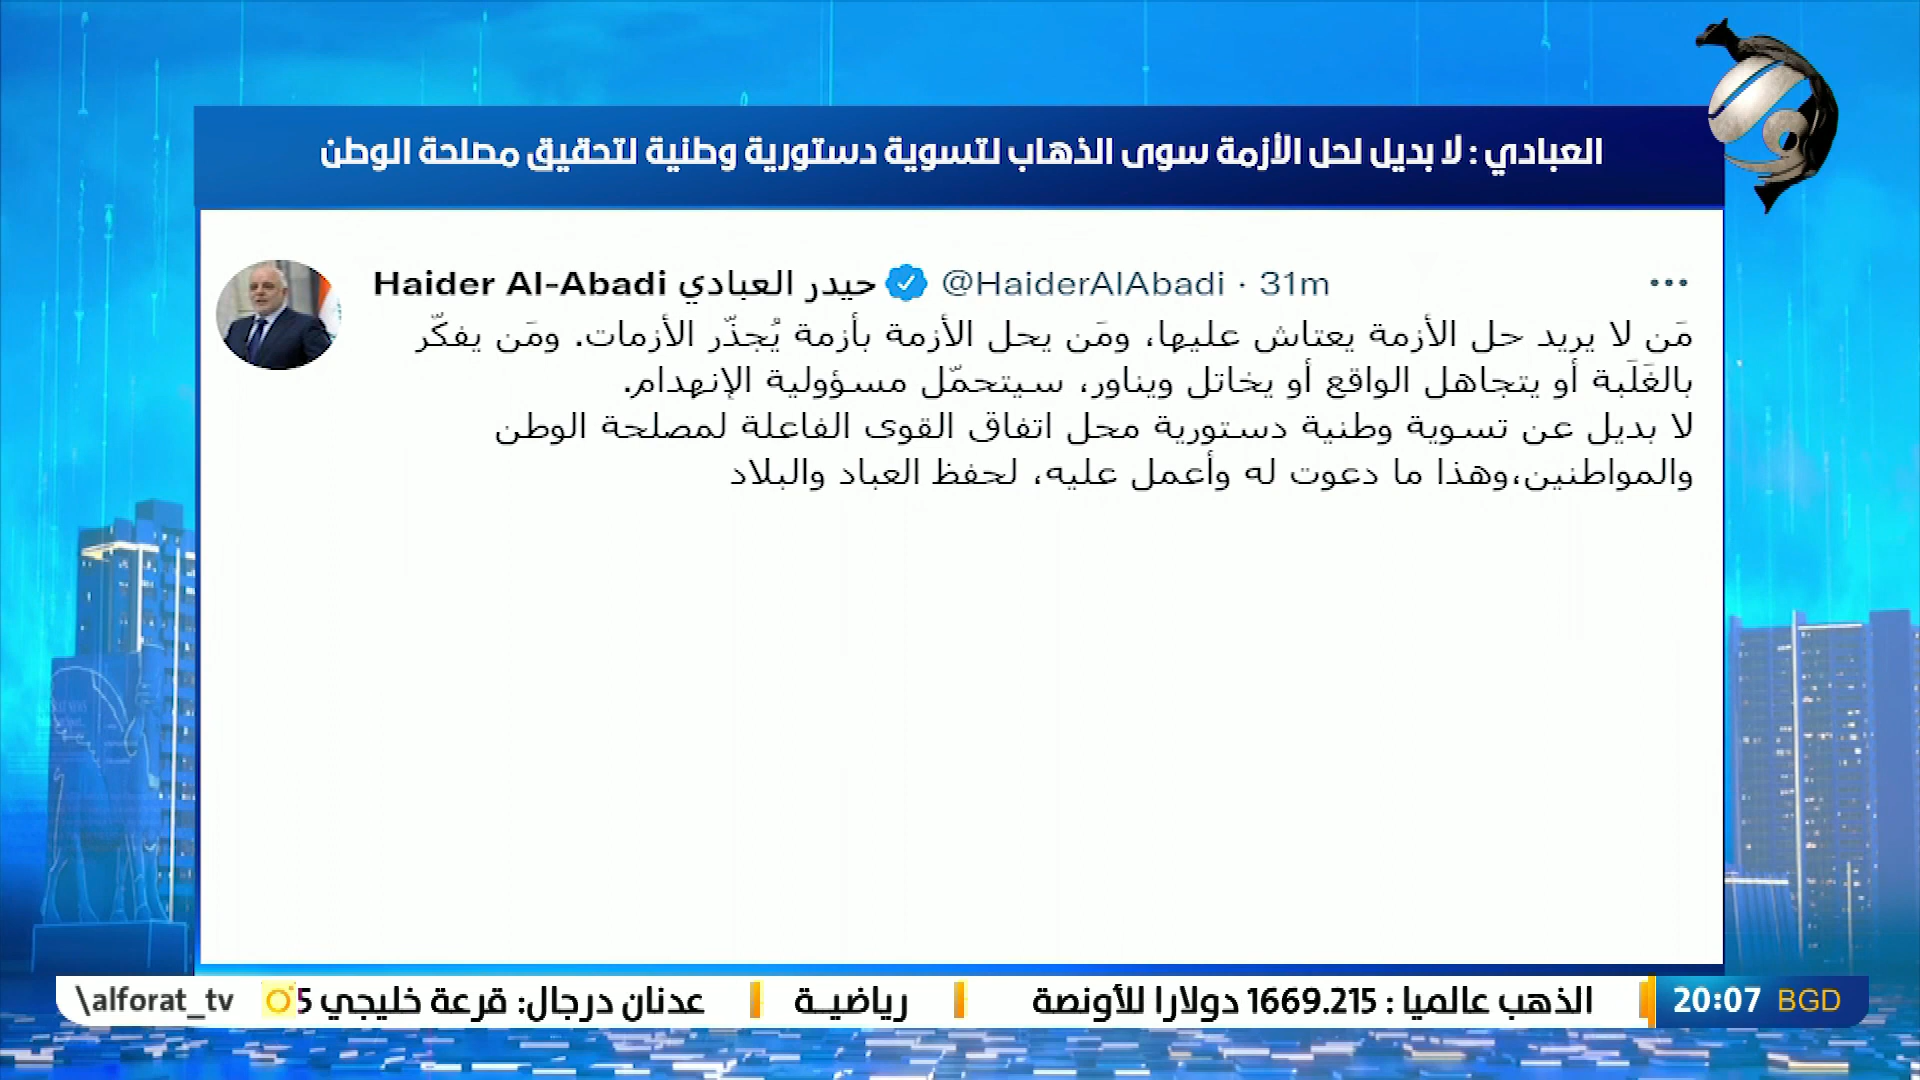 العبادي : لا بديل لحل الأزمة سوى الذهاب لتسوية دستورية وطنية لتحقيق مصلحة الوطن
Haider Al-Abadi حيدر العبادي @HaiderAlAbadi · 31m
مَن لا يريد حل الأزمة يعتاش عليها، ومَن يحل الأزمة بأزمة يُجذّر الأزمات. ومَن يفكّر
بالغَلَبة أو يتجاهل الواقع أو يخاتل ويناور، سيتحمّل مسؤولية الإنهدام.
لا بديل عن تسوية وطنية دستورية محل اتفاق القوى الفاعلة لمصلحة الوطن
والمواطنين،وهذا ما دعوت له وأعمل عليه، لحفظ العباد والبلاد
20:07 BGD
الذهب عالميا : 1669.215 دولارا للأونصة
رياضيـة
عدنان درجال: قرعة خليجي
\alforat_tv